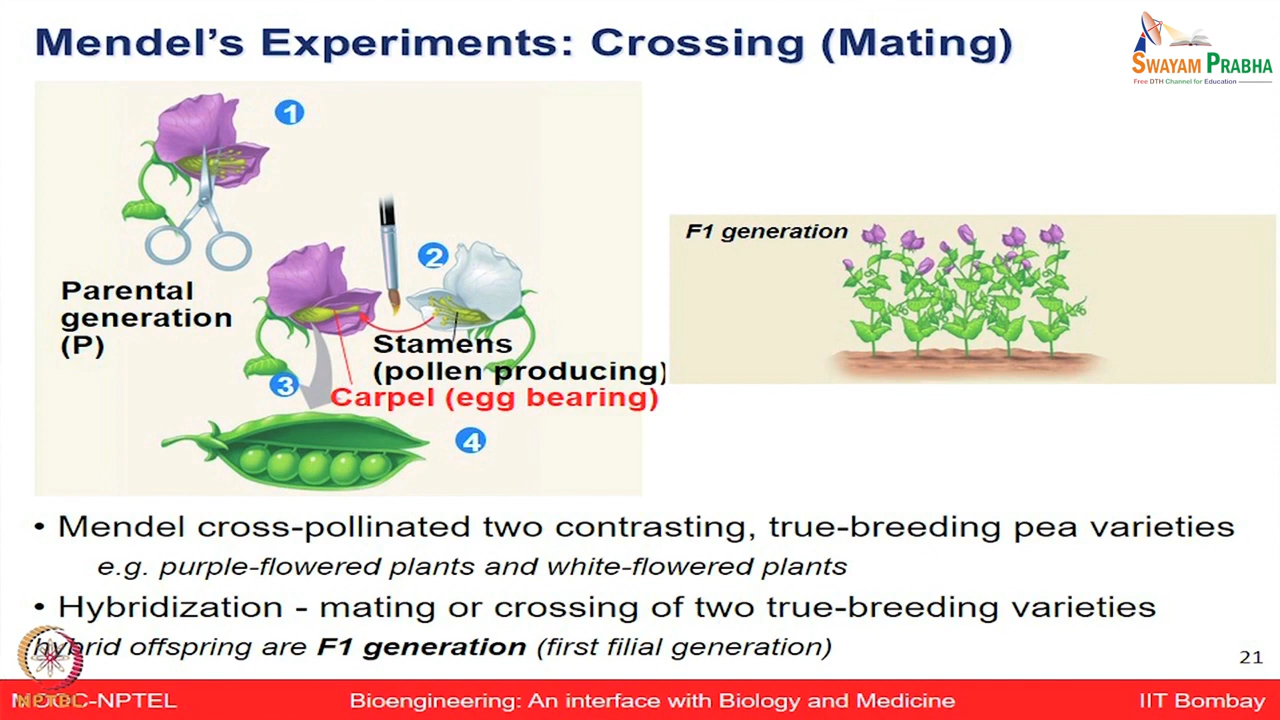 Mendel's Experiments: Crossing (Mating)
SWAYAM PRABHA
Free DTH Channel for Education
1
2
F1 generation
Parental
generation
(P)
Stamens
(pollen producing)
3
Carpel (egg bearing)
4
• Mendel cross-pollinated two contrasting, true-breeding pea varieties
e.g. purple-flowered plants and white-flowered plants
• Hybridization - mating or crossing of two true-breeding varieties
hybrid offspring are F1 generation (first filial generation)
21
NPTEL
MOOC-NPTEL
Bioengineering: An interface with Biology and Medicine
IIT Bombay